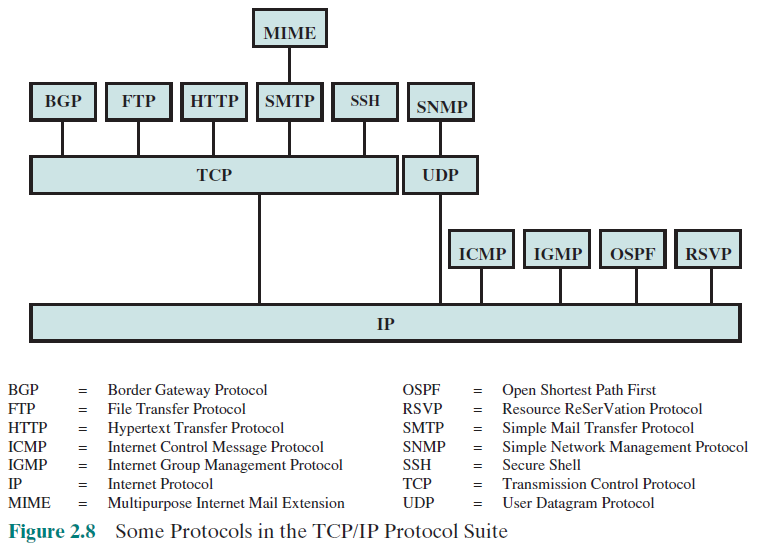 MIME
BGP FTP HTTP SMTP SSH SNMP
TCP UDP
ICMP IGMP OSPF RSVP
IP
BGP = Border Gateway Protocol
FTP = File Transfer Protocol
HTTP = Hypertext Transfer Protocol
ICMP = Internet Control Message Protocol
IGMP = Internet Group Management Protocol
IP = Internet Protocol
MIME = Multipurpose Internet Mail Extension
OSPF = Open Shortest Path First
RSVP = Resource ReSerVation Protocol
SMTP = Simple Mail Transfer Protocol
SNMP = Simple Network Management Protocol
SSH = Secure Shell
TCP = Transmission Control Protocol
UDP = User Datagram Protocol
Figure 2.8 Some Protocols in the TCP/IP Protocol Suite